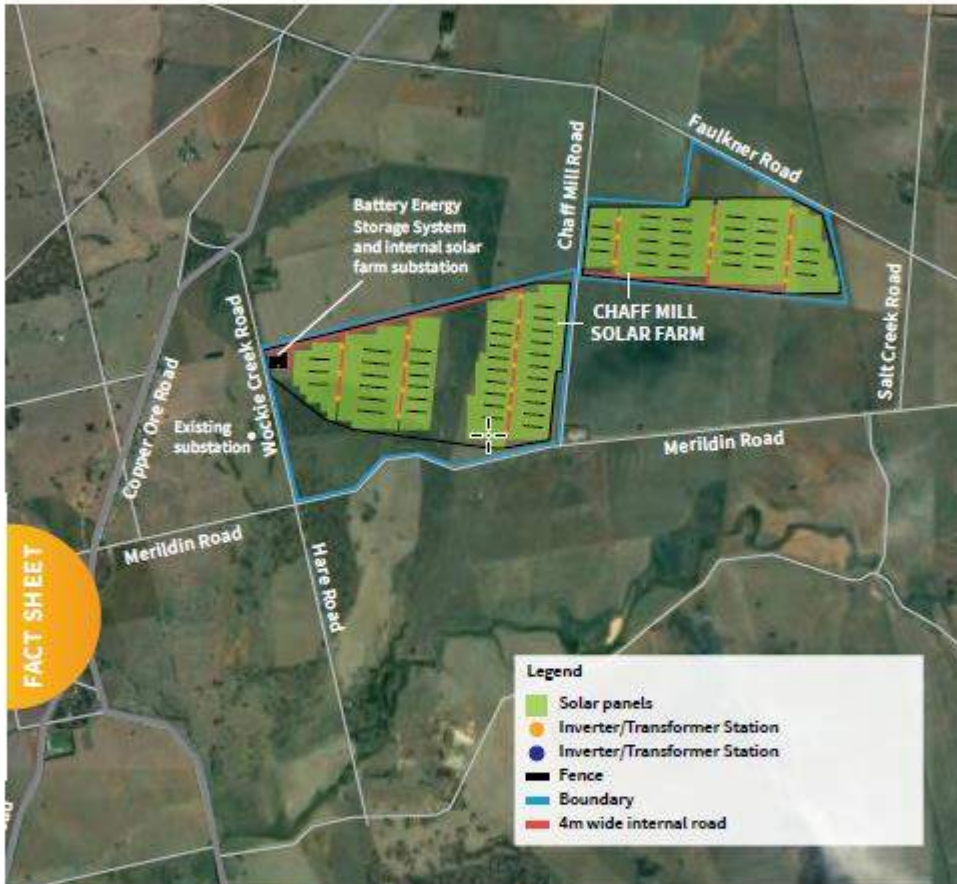 Faulkner Road
Chaff Mill Road
Battery Energy
Storage System
and internal solar
farm substation
CHAFF MILL
SOLAR FARM
Salt Creek Road
Wockie Creek Road
Copper Ore Road
Existing
substation
Merildin Road
Merildin Road
Hare Road
FACT SHEET
Legend
Solar panels
Inverter/Transformer Station
Inverter/Transformer Station
Fence
Boundary
4m wide internal road